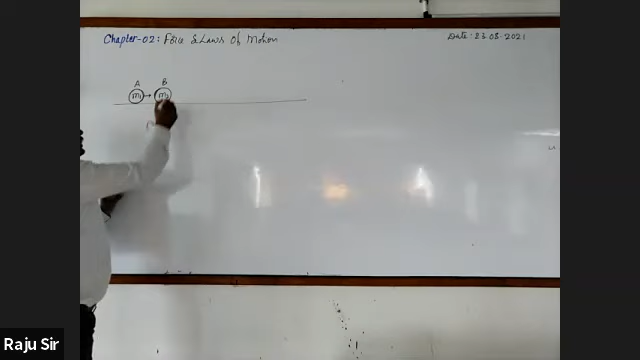 Chapter-02: Force & Laws Of Motion
Date: 23.08.2021
A B
m₁ m₂
Raju Sir